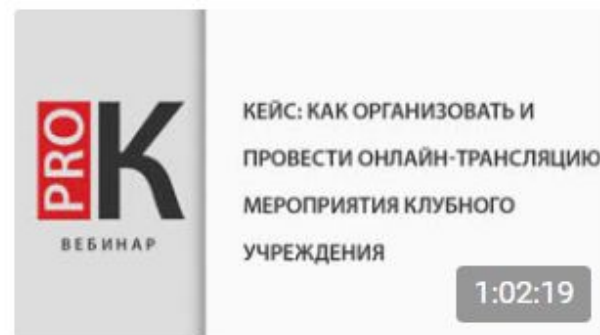 PRO К
ВЕБИНАР
КЕЙС: КАК ОРГАНИЗОВАТЬ И
ПРОВЕСТИ ОНЛАЙН-ТРАНСЛЯЦИЮ
МЕРОПРИЯТИЯ КЛУБНОГО
УЧРЕЖДЕНИЯ
1:02:19